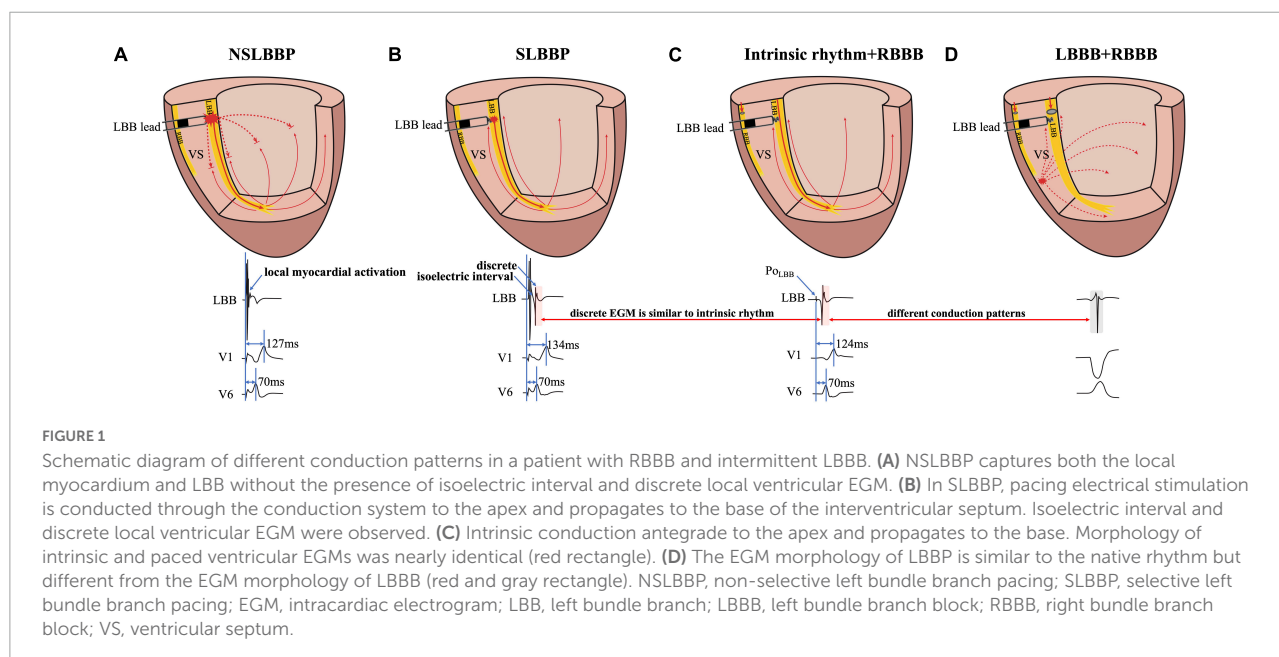 A NSLBBP
B SLBBP
C Intrinsic rhythm+RBBB
D LBBB+RBBB
LBB
RBB
LBB lead
VS
LBB
RBB
LBB lead
VS
LBB
RBB
LBB lead
VS
LBB
RBB
LBB lead
VS
local myocardial activation
LBB
127ms
V1
70ms
V6
discrete
isoelectric interval
LBB
discrete EGM is similar to intrinsic rhythm
134ms
V1
70ms
V6
PoLBB
LBB
different conduction patterns
124ms
V1
70ms
V6
FIGURE 1
Schematic diagram of different conduction patterns in a patient with RBBB and intermittent LBBB. (A) NSLBBP captures both the local
myocardium and LBB without the presence of isoelectric interval and discrete local ventricular EGM. (B) In SLBBP, pacing electrical stimulation
is conducted through the conduction system to the apex and propagates to the base of the interventricular septum. Isoelectric interval and
discrete local ventricular EGM were observed. (C) Intrinsic conduction antegrade to the apex and propagates to the base. Morphology of
intrinsic and paced ventricular EGMs was nearly identical (red rectangle). (D) The EGM morphology of LBBP is similar to the native rhythm but
different from the EGM morphology of LBBB (red and gray rectangle). NSLBBP, non-selective left bundle branch pacing; SLBBP, selective left
bundle branch pacing; EGM, intracardiac electrogram; LBB, left bundle branch; LBBB, left bundle branch block; RBBB, right bundle branch
block; VS, ventricular septum.